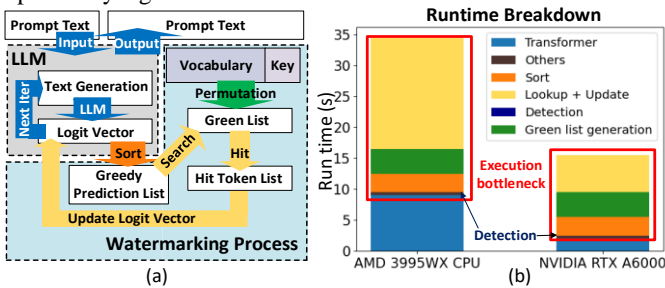 Prompt Text
Prompt Text
Input
Output
LLM
Next Iter
Text Generation
LLM
Logit Vector
Sort
Greedy
Prediction List
Search
Vocabulary
Key
Permutation
Green List
Hit
Hit Token List
Update Logit Vector
Watermarking Process
(a)
Runtime Breakdown
Run time (s)
35
30
25
20
15
10
5
0
Transformer
Others
Sort
Lookup + Update
Detection
Green list generation
Execution
bottleneck
Detection
AMD 3995WX CPU
NVIDIA RTX A6000
(b)